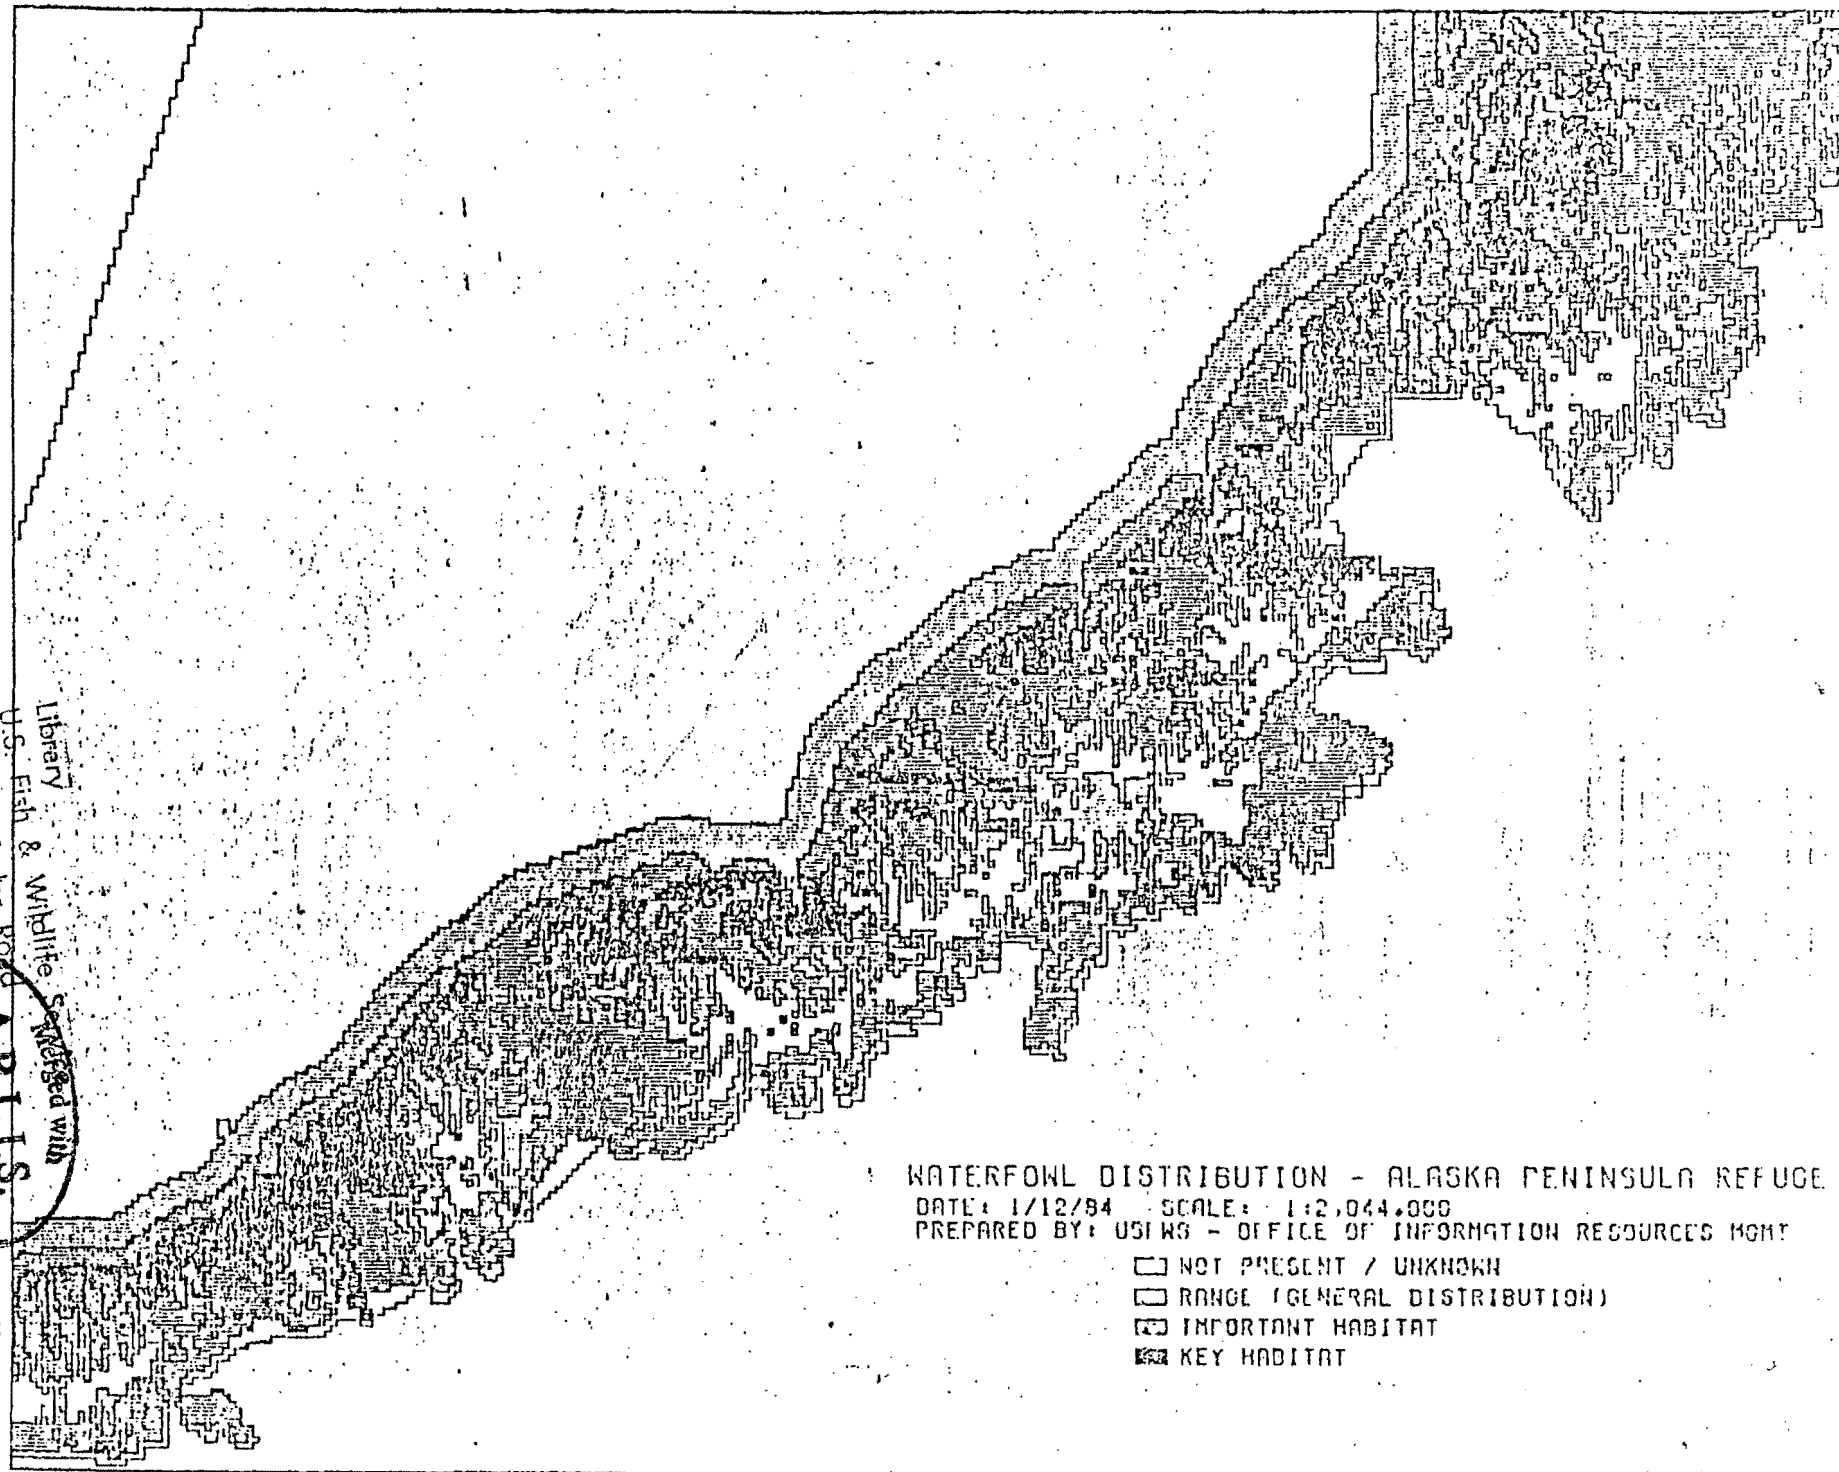 WATERFOWL DISTRIBUTION - ALASKA PENINSULA REFUGE
DATE: 1/12/84 SCALE: 1:2,044,000
PREPARED BY: USFWS - OFFICE OF INFORMATION RESOURCES MGMT
NOT PRESENT / UNKNOWN
RANGE (GENERAL DISTRIBUTION)
IMPORTANT HABITAT
KEY HABITAT
Library
U.S. Fish & Wildlife Service
Merged with
ARLIS